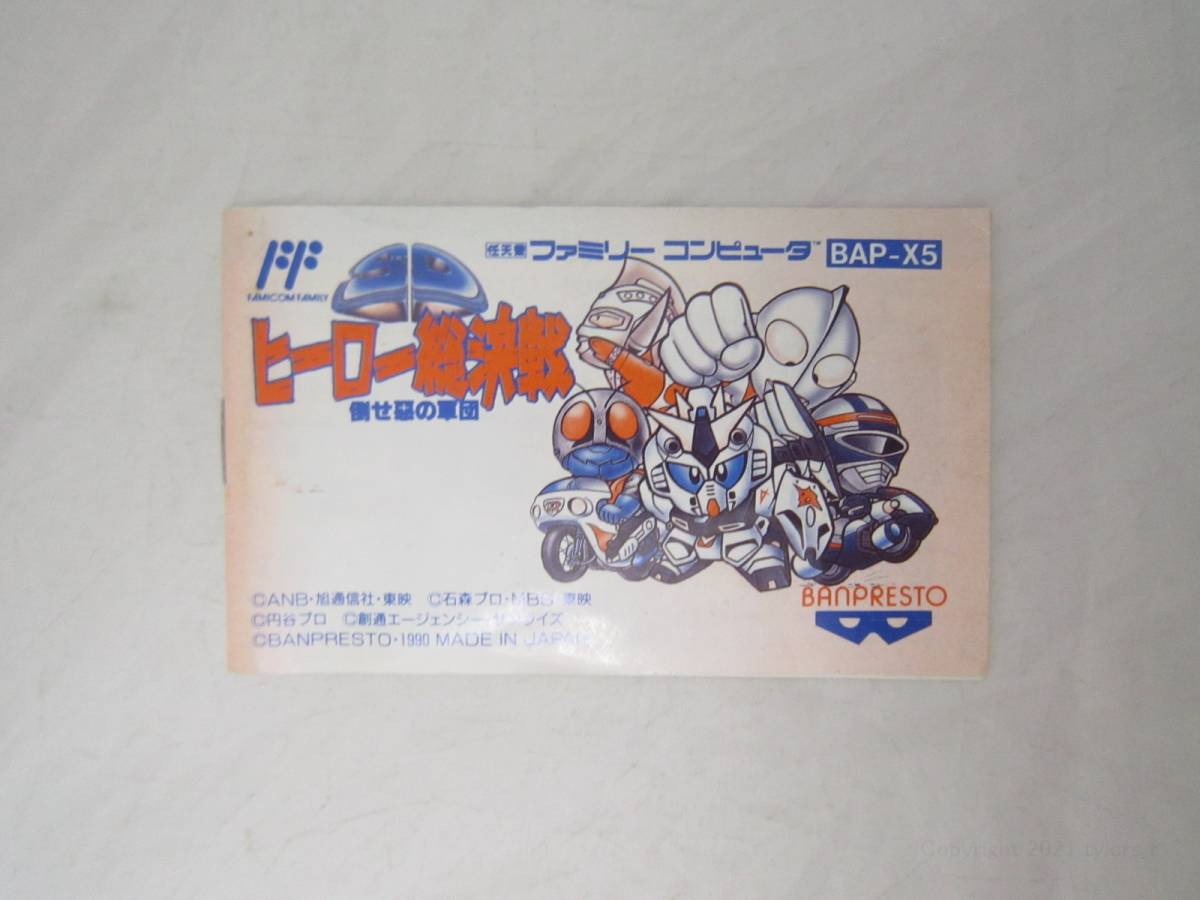 FAMICOM FAMILY
任天堂 ファミリー コンピュータ™ BAP-X5
SD
ヒーロー総決戦
倒せ悪の軍団
©ANB・旭通信社・東映 ©石森プロ・MBS・東映
©円谷プロ ©創通エージェンシー・サンライズ
©BANPRESTO・1990 MADE IN JAPAN
BANPRESTO